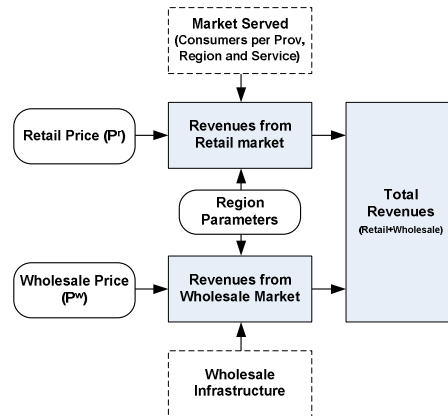 Market Served
(Consumers per Prov,
Region and Service)
Retail Price (Pʳ)
Revenues from
Retail market
Region
Parameters
Total
Revenues
(Retail+Wholesale)
Wholesale Price
(Pʷ)
Revenues from
Wholesale Market
Wholesale
Infrastructure